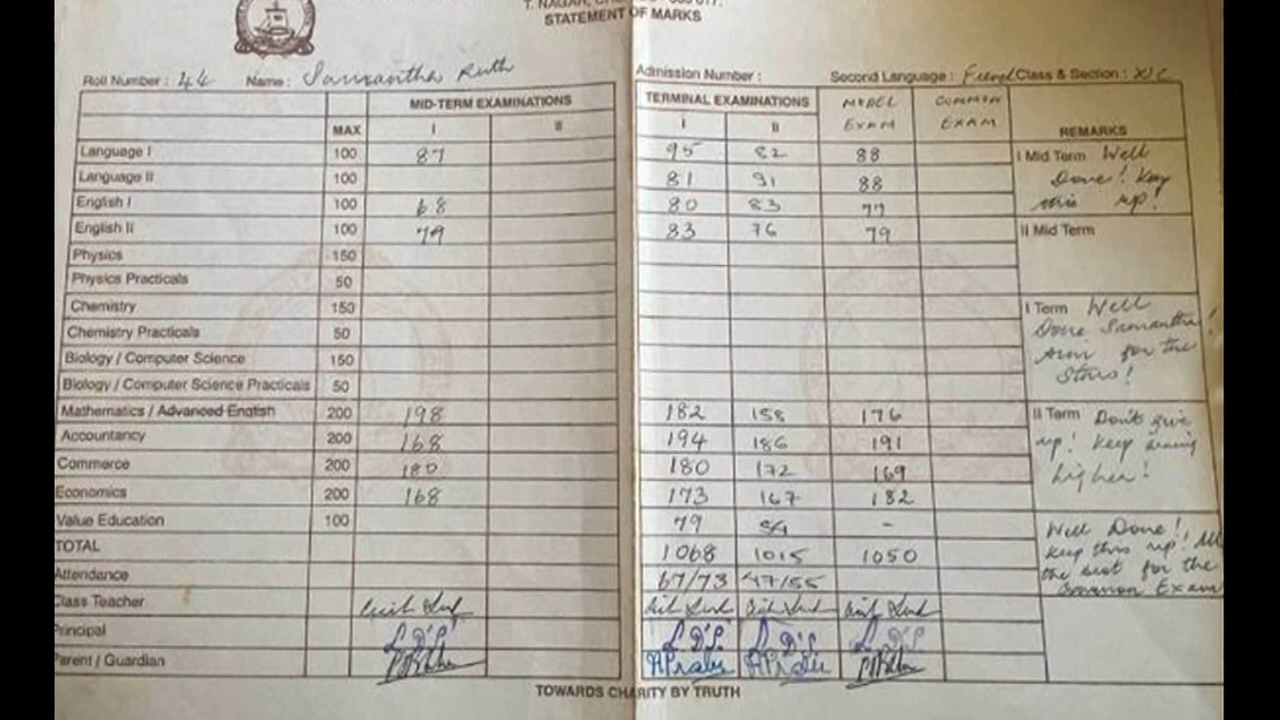 STATEMENT OF MARKS
Roll Number : 44 Name : Samantha Ruth Admission Number : Second Language : Class & Section : XI C
MID-TERM EXAMINATIONS TERMINAL EXAMINATIONS MODEL EXAM COMMON EXAM
MAX I II I II REMARKS
Language I 100 87 95 82 88 I Mid Term Well
Language II 100 81 91 88 Done! Keep
English I 100 68 80 83 77 this up!
English II 100 79 83 76 79 II Mid Term
Physics 150
Physics Practicals 50
Chemistry 150 I Term Well
Chemistry Practicals 50 Done Samantha!
Biology / Computer Science 150 for the
Biology / Computer Science Practicals 50 Stars!
Mathematics / Advanced English 200 198 182 158 176 II Term Don't give
Accountancy 200 168 194 186 191 up! Keep aiming
Commerce 200 180 180 172 169 higher!
Economics 200 168 173 167 182
Value Education 100 79 84 - Well Done!
TOTAL 1068 1015 1050 Keep this up! All
Attendance 67/73 47/55 the best for the
Common Exam
Class Teacher
Principal
Parent / Guardian
TOWARDS CHARITY BY TRUTH